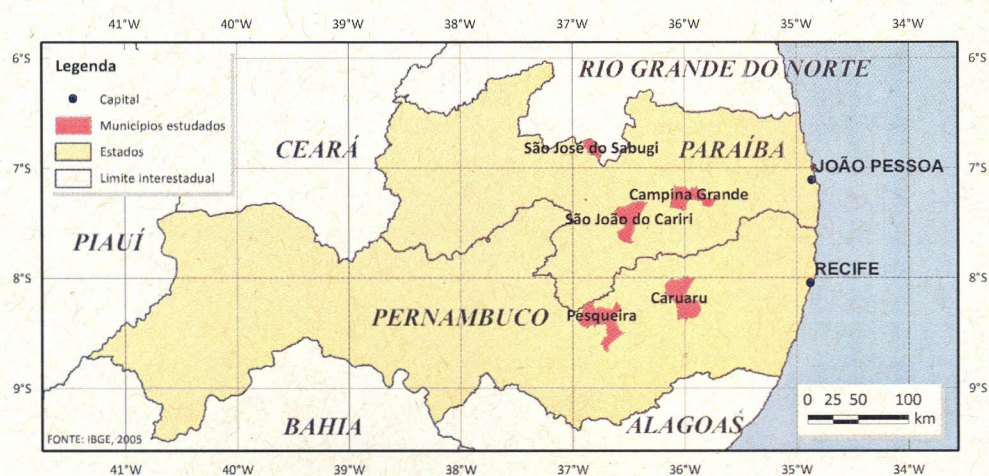 41°W 40°W 39°W 38°W 37°W 36°W 35°W 34°W
6°S 6°S
Legenda
Capital
Municípios estudados
Estados
Limite interestadual
RIO GRANDE DO NORTE
CEARÁ
São José do Sabugi
PARAÍBA
7°S 7°S
JOÃO PESSOA
Campina Grande
São João do Cariri
PIAUÍ
8°S 8°S
RECIFE
Caruaru
PERNAMBUCO
Pesqueira
9°S 9°S
BAHIA
ALAGOAS
0 25 50 100
km
FONTE: IBGE, 2005
41°W 40°W 39°W 38°W 37°W 36°W 35°W 34°W